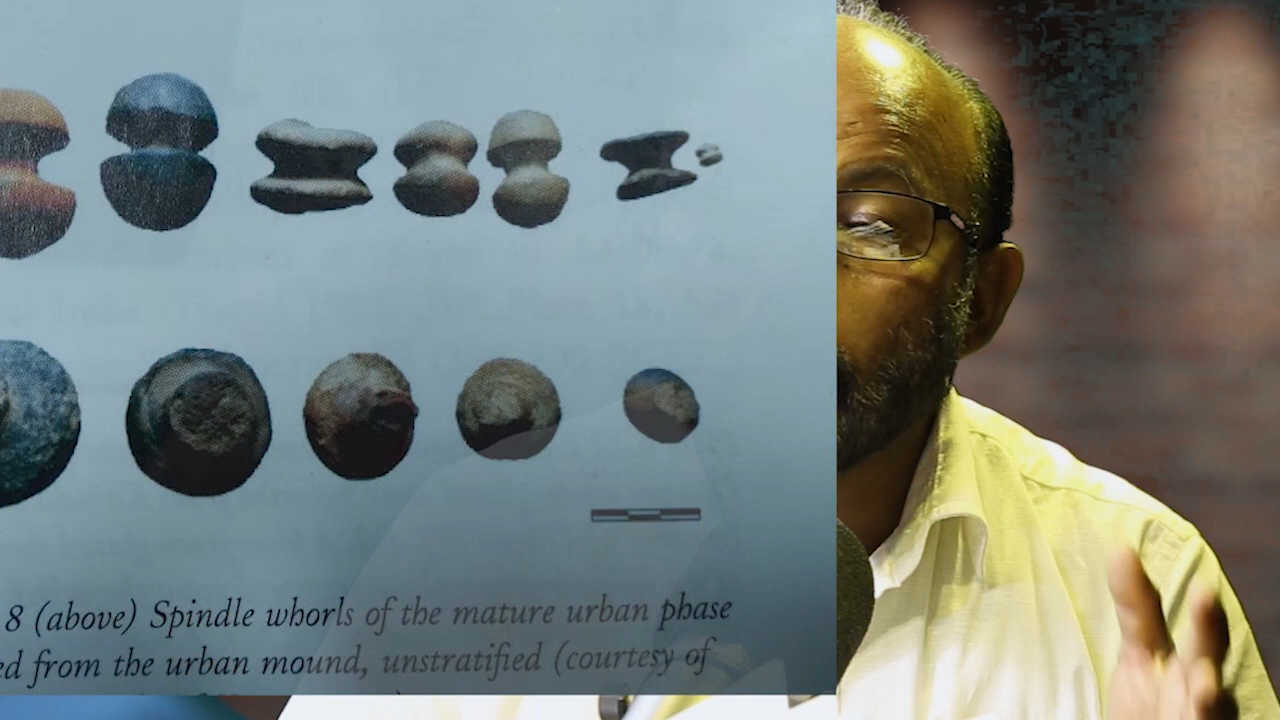 8 (above) Spindle whorls of the mature urban phase
ed from the urban mound, unstratified (courtesy of